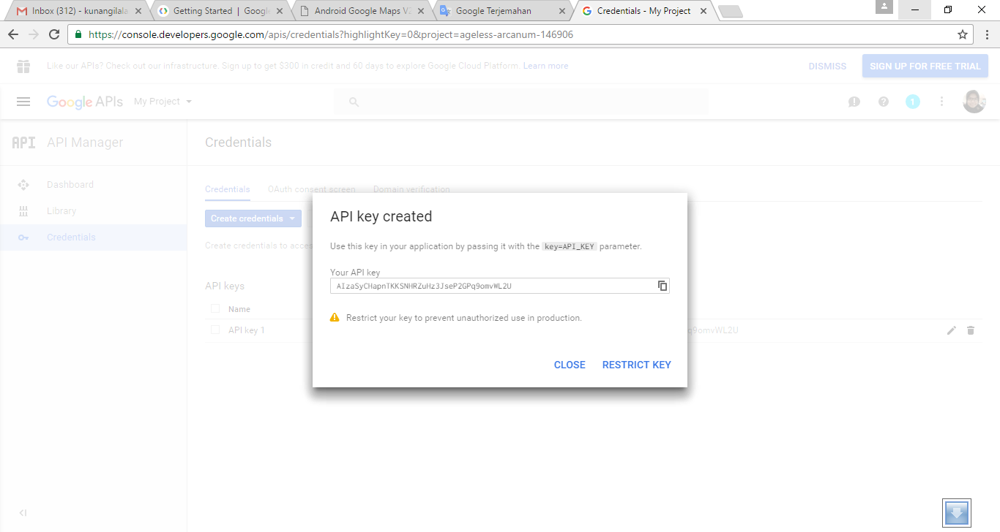 Inbox (312) - kunangilala
Getting Started | Google
Android Google Maps V2
Google Terjemahan
Credentials - My Project
https://console.developers.google.com/apis/credentials?highlightKey=0&project=ageless-arcanum-146906
Like our APIs? Check out our infrastructure. Sign up to get $300 in credit and 60 days to explore Google Cloud Platform. Learn more
DISMISS
SIGN UP FOR FREE TRIAL
Google APIs
My Project
1
API
API Manager
Credentials
Dashboard
Library
Credentials
Credentials
OAuth consent screen
Domain verification
Create credentials
Create credentials to acces
API keys
Name
API key 1
q9omvWL2U
API key created
Use this key in your application by passing it with the key=API_KEY parameter.
Your API key
AIzaSyCHapnTKKSNHRZuHz3JseP2GPq9omvWL2U
Restrict your key to prevent unauthorized use in production.
CLOSE
RESTRICT KEY